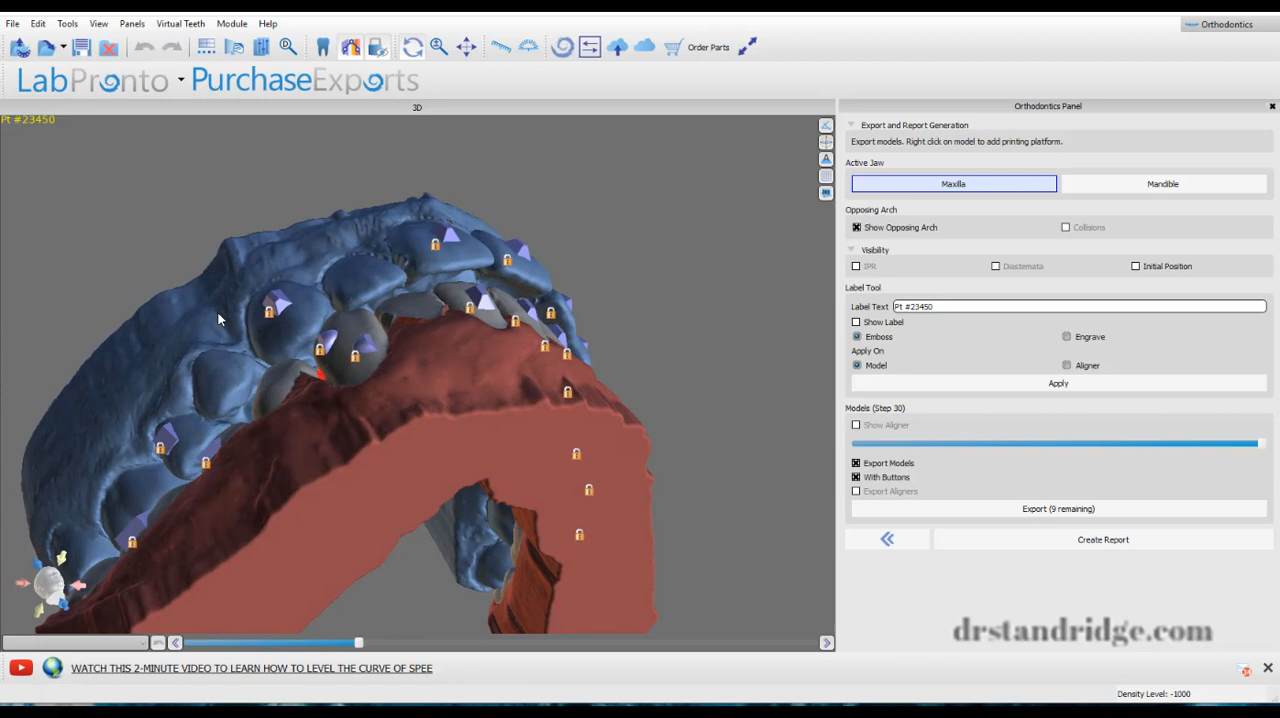 File Edit Tools View Panels Virtual Teeth Module Help
Orthodontics
Order Parts
LabPronto PurchaseExports
3D
Pt #23450
Orthodontics Panel
Export and Report Generation
Export models. Right click on model to add printing platform.
Active Jaw
Maxilla Mandible
Opposing Arch
Show Opposing Arch Collisions
Visibility
IPR Diastemata Initial Position
Label Tool
Label Text Pt #23450
Show Label
Emboss Engrave
Apply On
Model Aligner
Apply
Models (Step 30)
Show Aligner
Export Models
With Buttons
Export Aligners
Export (9 remaining)
Create Report
drstandridge.com
WATCH THIS 2-MINUTE VIDEO TO LEARN HOW TO LEVEL THE CURVE OF SPEE
Density Level: -1000